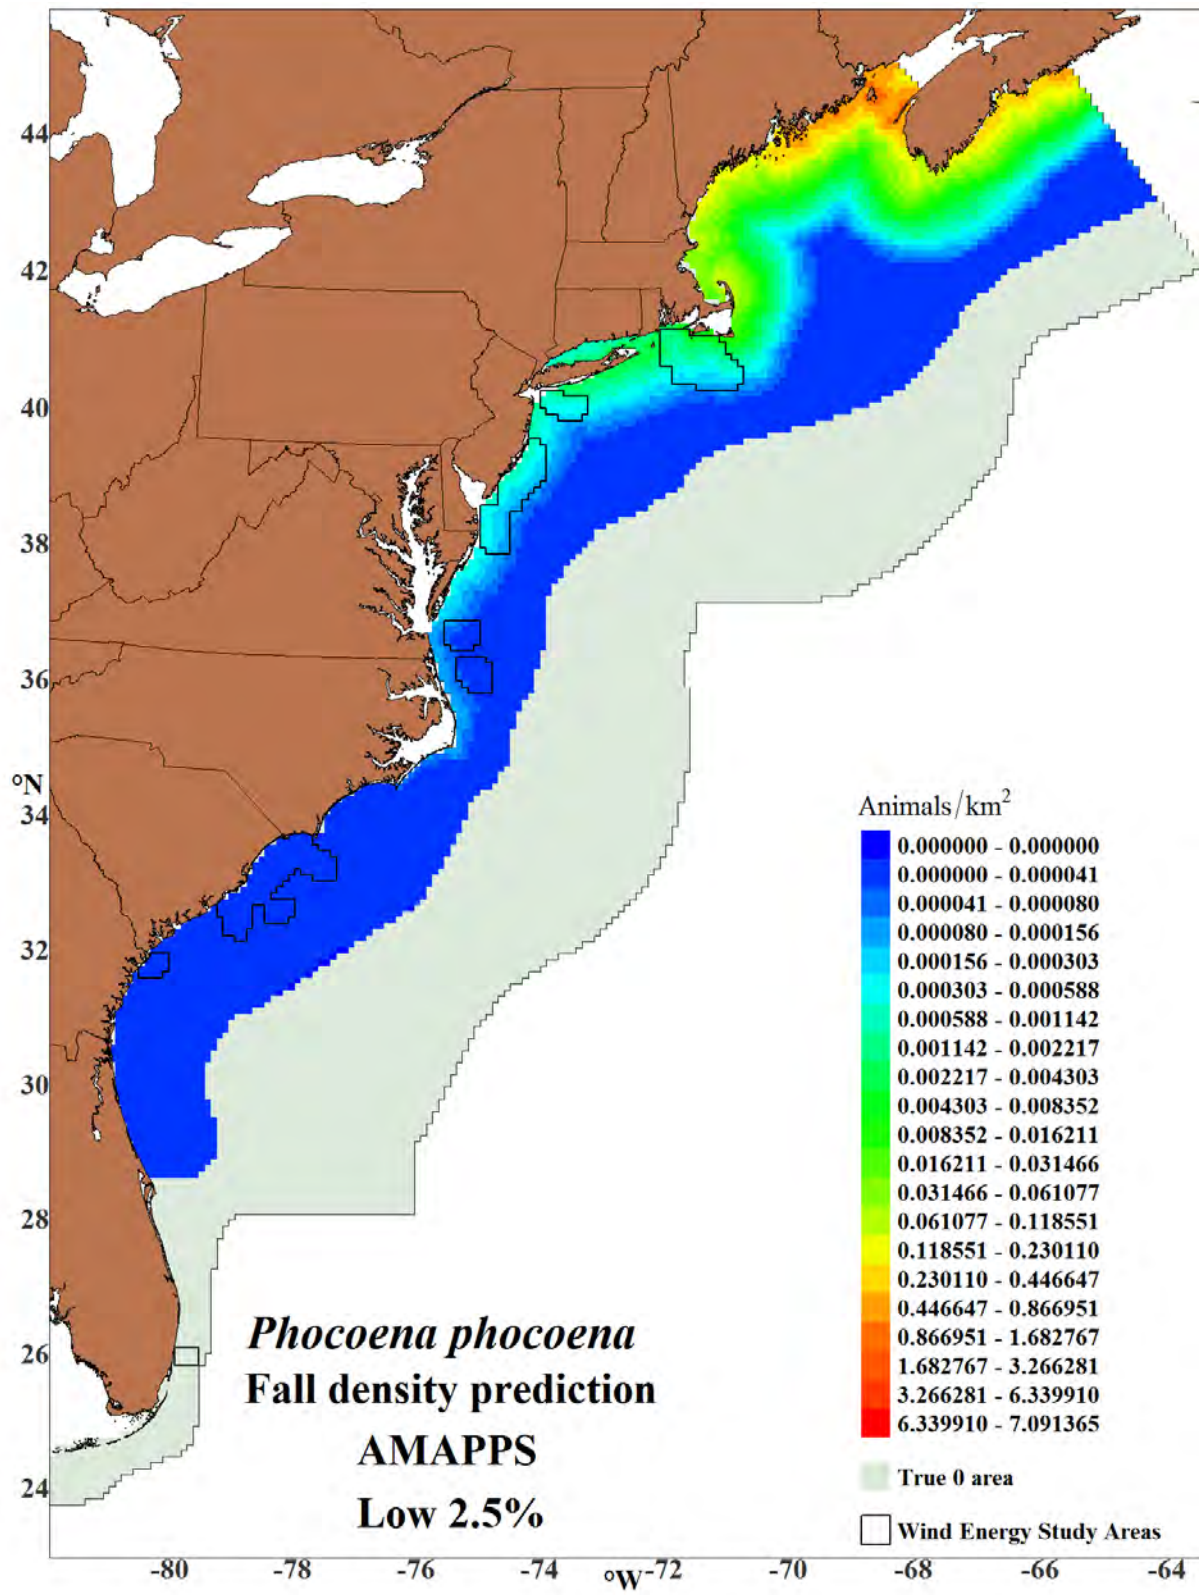 44
42
40
38
36
°N
34
32
30
28
26
24
Animals/km²
0.000000 - 0.000000
0.000000 - 0.000041
0.000041 - 0.000080
0.000080 - 0.000156
0.000156 - 0.000303
0.000303 - 0.000588
0.000588 - 0.001142
0.001142 - 0.002217
0.002217 - 0.004303
0.004303 - 0.008352
0.008352 - 0.016211
0.016211 - 0.031466
0.031466 - 0.061077
0.061077 - 0.118551
0.118551 - 0.230110
0.230110 - 0.446647
0.446647 - 0.866951
0.866951 - 1.682767
1.682767 - 3.266281
3.266281 - 6.339910
6.339910 - 7.091365
True 0 area
Wind Energy Study Areas
Phocoena phocoena
Fall density prediction
AMAPPS
Low 2.5%
-80 -78 -76 -74 °W -72 -70 -68 -66 -64